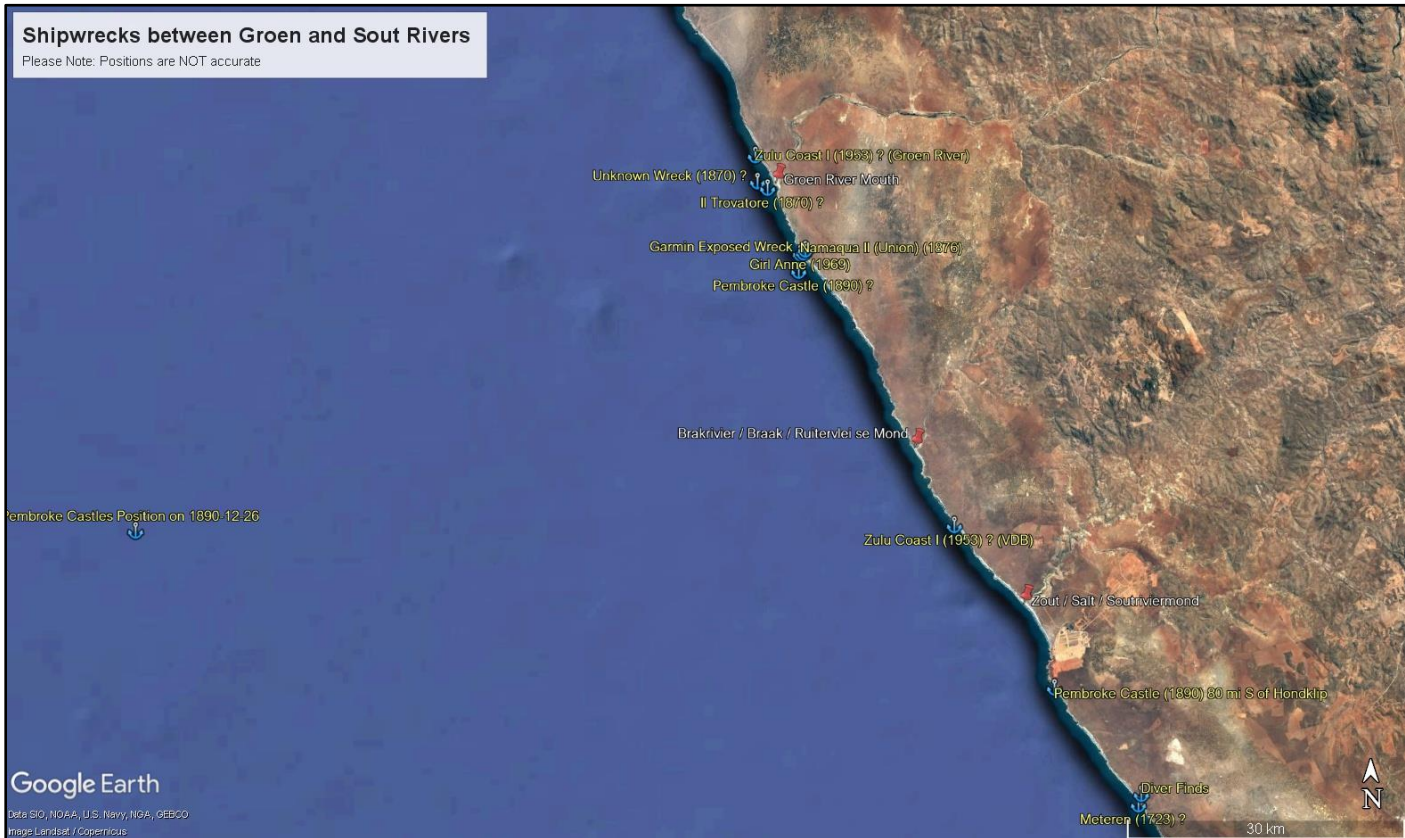 Shipwrecks between Groen and Sout Rivers
Please Note: Positions are NOT accurate
Zulu Coast I (1953) ? (Groen River)
Unknown Wreck (1870) ?
Groen River Mouth
Il Trovatore (1870) ?
Garmin Exposed Wreck
Namaqua II (Union) (1876)
Girl Anne (1969)
Pembroke Castle (1890) ?
Brakrivier / Braak / Ruitervlei se Mond
Pembroke Castles Position on 1890-12-26
Zulu Coast I (1953) ? (VDB)
Zout / Salt / Soutriviermond
Pembroke Castle (1890) 80 mi S of Hondklip
Diver Finds
Meteren (1723) ?
Google Earth
Data SIO, NOAA, U.S. Navy, NGA, GEBCO
Image Landsat / Copernicus
N
30 km